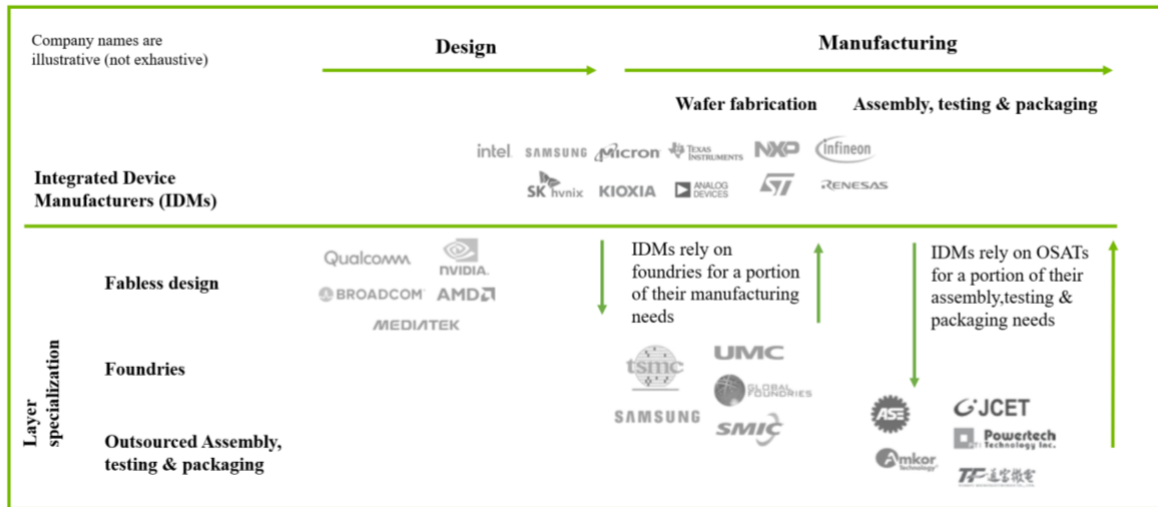 Company names are
illustrative (not exhaustive)
Design
Manufacturing
Wafer fabrication
Assembly, testing & packaging
Integrated Device
Manufacturers (IDMs)
intel
SAMSUNG
Micron
TEXAS
INSTRUMENTS
NXP
infineon
SK hynix
KIOXIA
ANALOG
DEVICES
ST
RENESAS
Layer
specialization
Fabless design
Qualcomm
NVIDIA
BROADCOM
AMD
MEDIATEK
IDMs rely on
foundries for a portion
of their manufacturing
needs
IDMs rely on OSATs
for a portion of their
assembly,testing &
packaging needs
Foundries
tsmc
UMC
GLOBAL
FOUNDRIES
SAMSUNG
SMIC
Outsourced Assembly,
testing & packaging
ASE
JCET
Powertech
PTI Technology Inc.
Amkor
Technology
TF 通富微電